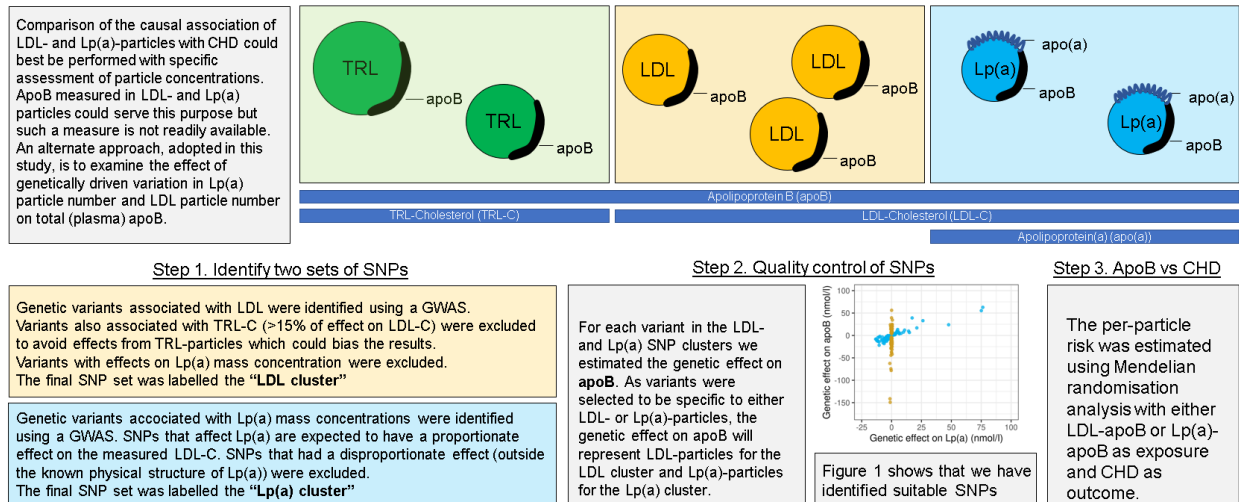 Comparison of the causal association of
LDL- and Lp(a)-particles with CHD could
best be performed with specific
assessment of particle concentrations.
ApoB measured in LDL- and Lp(a)
particles could serve this purpose but
such a measure is not readily available.
An alternate approach, adopted in this
study, is to examine the effect of
genetically driven variation in Lp(a)
particle number and LDL particle number
on total (plasma) apoB.
TRL
apoB
TRL
apoB
LDL
apoB
LDL
apoB
LDL
apoB
apo(a)
Lp(a)
apoB
apo(a)
Lp(a)
apoB
Apolipoprotein B (apoB)
TRL-Cholesterol (TRL-C)
LDL-Cholesterol (LDL-C)
Apolipoprotein(a) (apo(a))
Step 1. Identify two sets of SNPs
Genetic variants associated with LDL were identified using a GWAS.
Variants also associated with TRL-C (>15% of effect on LDL-C) were excluded
to avoid effects from TRL-particles which could bias the results.
Variants with effects on Lp(a) mass concentration were excluded.
The final SNP set was labelled the “LDL cluster”
Genetic variants accociated with Lp(a) mass concentrations were identified
using a GWAS. SNPs that affect Lp(a) are expected to have a proportionate
effect on the measured LDL-C. SNPs that had a disproportionate effect (outside
the known physical structure of Lp(a)) were excluded.
The final SNP set was labelled the “Lp(a) cluster”
Step 2. Quality control of SNPs
For each variant in the LDL-
and Lp(a) SNP clusters we
estimated the genetic effect on
apoB. As variants were
selected to be specific to either
LDL- or Lp(a)-particles, the
genetic effect on apoB will
represent LDL-particles for the
LDL cluster and Lp(a)-particles
for the Lp(a) cluster.
Genetic effect on apoB (nmol/l)
100
50
0
-50
-100
-150
-25
0
25
50
75
100
Genetic effect on Lp(a) (nmol/l)
Figure 1 shows that we have
identified suitable SNPs
Step 3. ApoB vs CHD
The per-particle
risk was estimated
using Mendelian
randomisation
analysis with either
LDL-apoB or Lp(a)-
apoB as exposure
and CHD as
outcome.